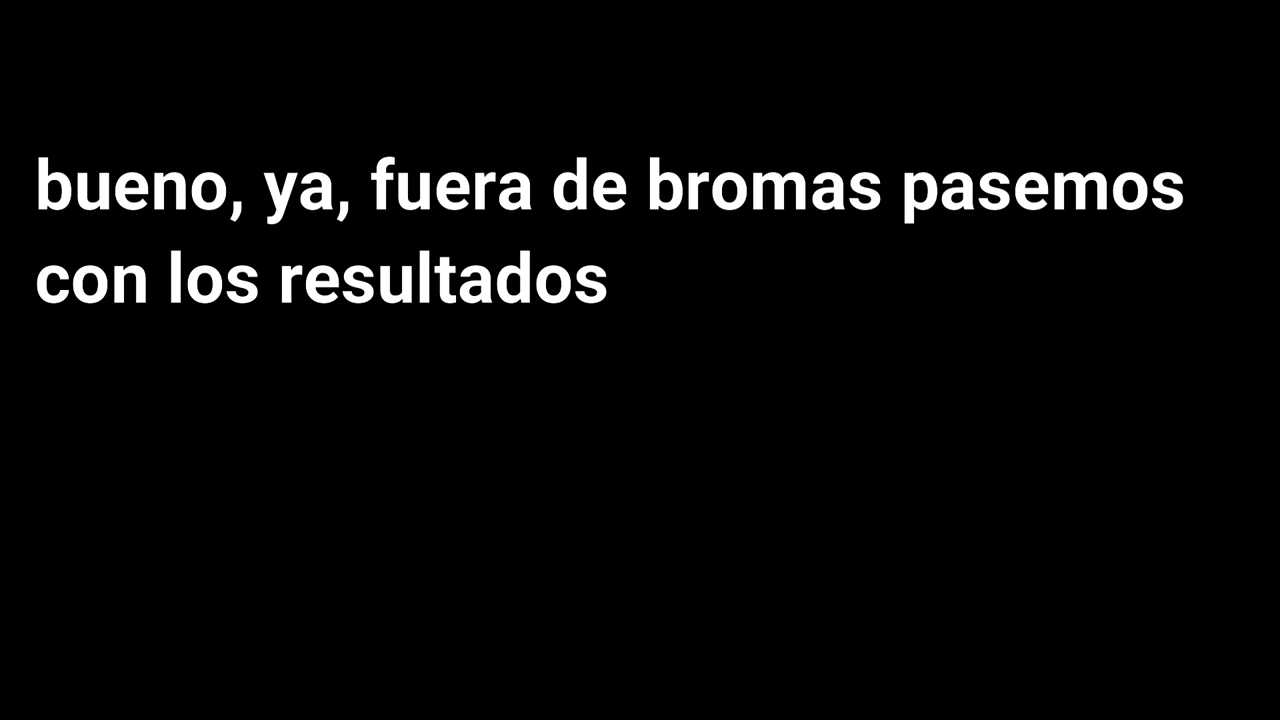 bueno, ya, fuera de bromas pasemos
con los resultados